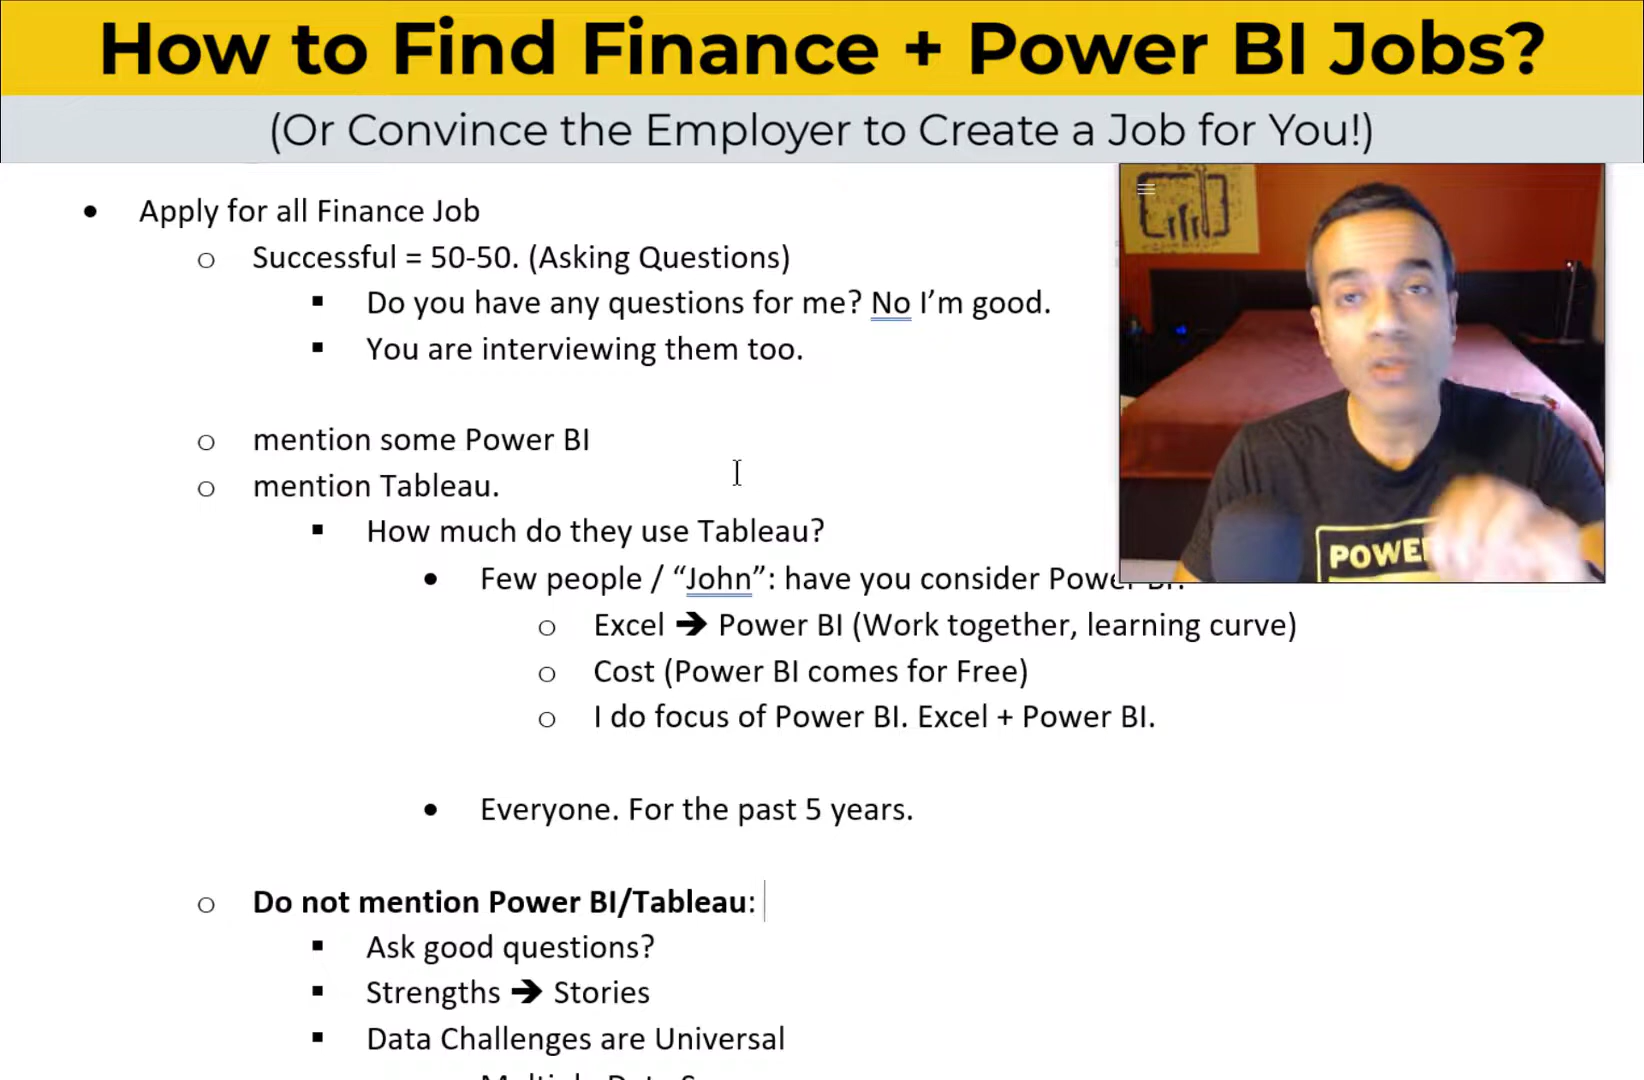 How to Find Finance + Power BI Jobs?
(Or Convince the Employer to Create a Job for You!)
• Apply for all Finance Job
o Successful = 50-50. (Asking Questions)
▪ Do you have any questions for me? No I’m good.
▪ You are interviewing them too.
o mention some Power BI
o mention Tableau.
▪ How much do they use Tableau?
• Few people / “John”: have you consider Power BI.
o Excel ➔ Power BI (Work together, learning curve)
o Cost (Power BI comes for Free)
o I do focus of Power BI. Excel + Power BI.
• Everyone. For the past 5 years.
o Do not mention Power BI/Tableau:
▪ Ask good questions?
▪ Strengths ➔ Stories
▪ Data Challenges are Universal
POWE